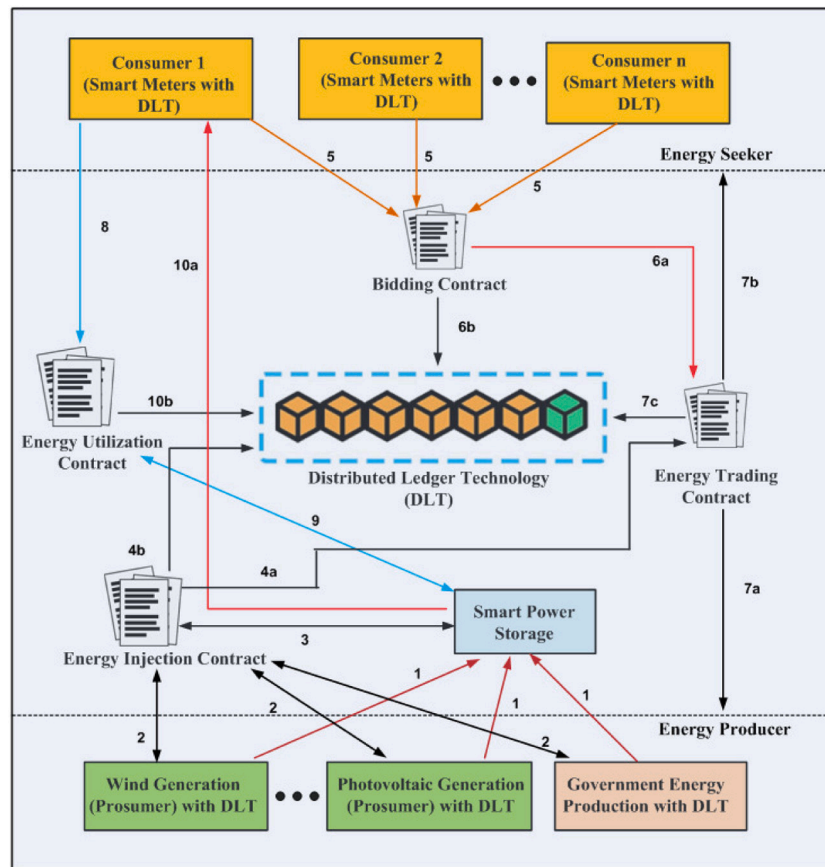 Consumer 1
(Smart Meters with
DLT)
Consumer 2
(Smart Meters with
DLT)
Consumer n
(Smart Meters with
DLT)
5
5
5
Energy Seeker
8
10a
Bidding Contract
6a
7b
6b
10b
7c
Energy Utilization
Contract
Distributed Ledger Technology
(DLT)
Energy Trading
Contract
9
4b
4a
7a
Smart Power
Storage
3
Energy Injection Contract
1
1
1
2
2
2
Energy Producer
Wind Generation
(Prosumer) with DLT
Photovoltaic Generation
(Prosumer) with DLT
Government Energy
Production with DLT